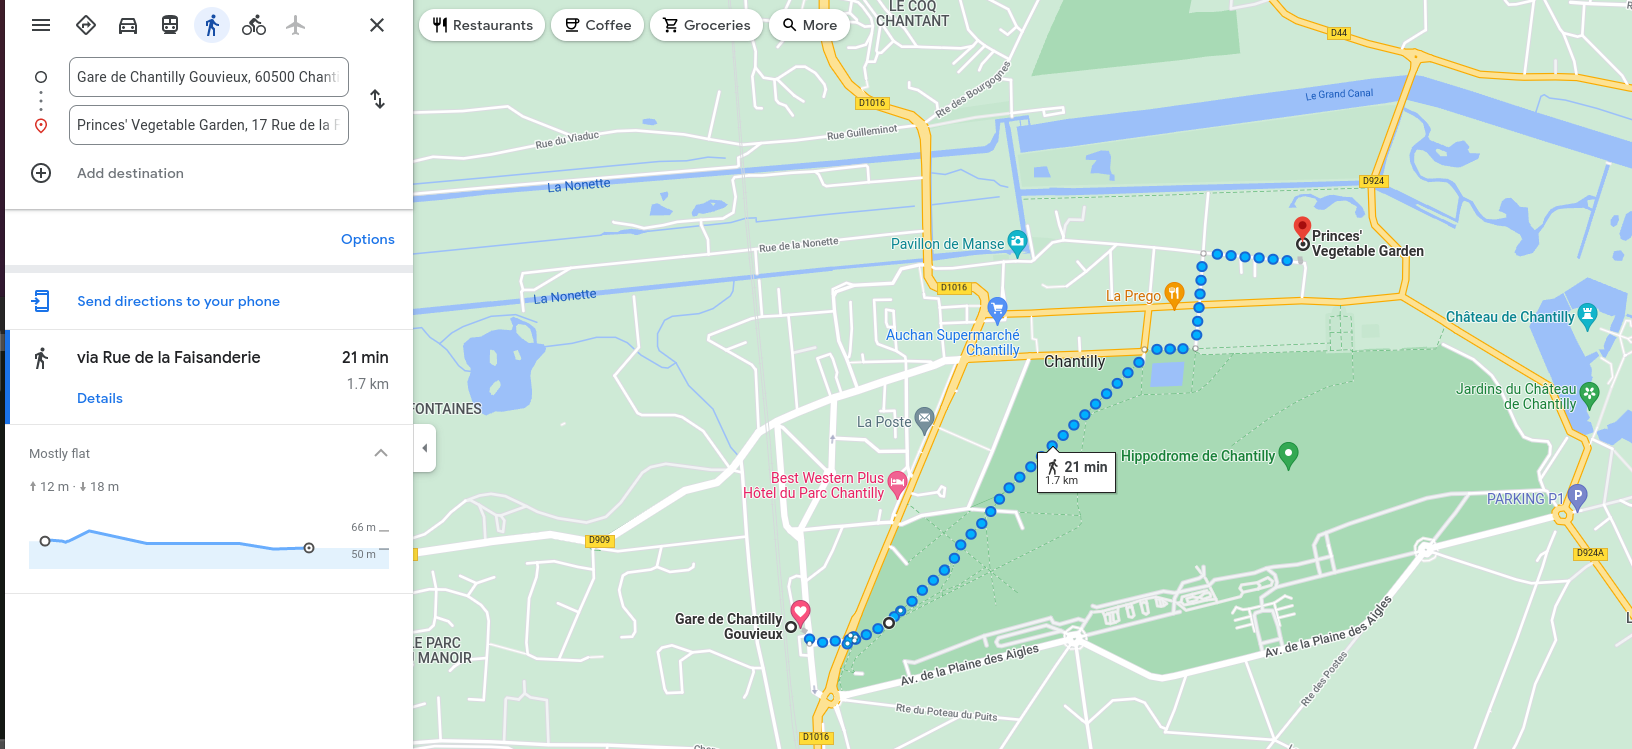 Gare de Chantilly Gouvieux, 60500 Chanti
Princes' Vegetable Garden, 17 Rue de la F
Add destination
Options
Send directions to your phone
via Rue de la Faisanderie
21 min
1.7 km
Details
Mostly flat
12 m · 18 m
66 m
50 m
Restaurants
Coffee
Groceries
More
LE COQ
CHANTANT
D44
D1016
Rte des Bourgognes
Le Grand Canal
Rue du Viaduc
Rue Guilleminot
La Nonette
D924
Rue de la Nonette
Pavillon de Manse
Princes'
Vegetable Garden
La Nonette
D1016
La Prego
Château de Chantilly
Auchan Supermarché
Chantilly
Chantilly
Jardins du Château
de Chantilly
FONTAINES
La Poste
Hippodrome de Chantilly
21 min
1.7 km
Best Western Plus
Hôtel du Parc Chantilly
PARKING P1
D909
D924A
Gare de Chantilly
Gouvieux
LE PARC
MANOIR
Av. de la Plaine des Aigles
Av. de la Plaine des Aigles
Rte des Postes
Rte du Poteau du Puits
D1016